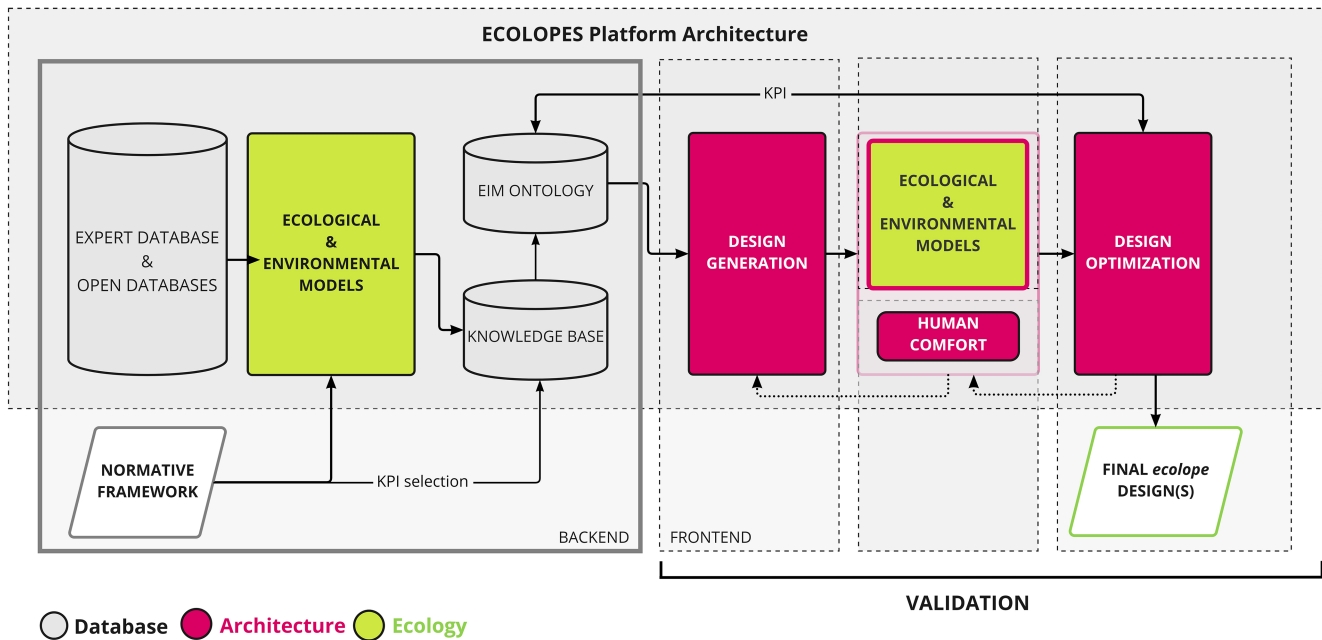 ECOLOPES Platform Architecture
KPI
EXPERT DATABASE
&
OPEN DATABASES
ECOLOGICAL
&
ENVIRONMENTAL
MODELS
EIM ONTOLOGY
KNOWLEDGE BASE
DESIGN
GENERATION
ECOLOGICAL
&
ENVIRONMENTAL
MODELS
HUMAN
COMFORT
DESIGN
OPTIMIZATION
NORMATIVE
FRAMEWORK
KPI selection
BACKEND
FRONTEND
FINAL ecolope
DESIGN(S)
VALIDATION
Database
Architecture
Ecology